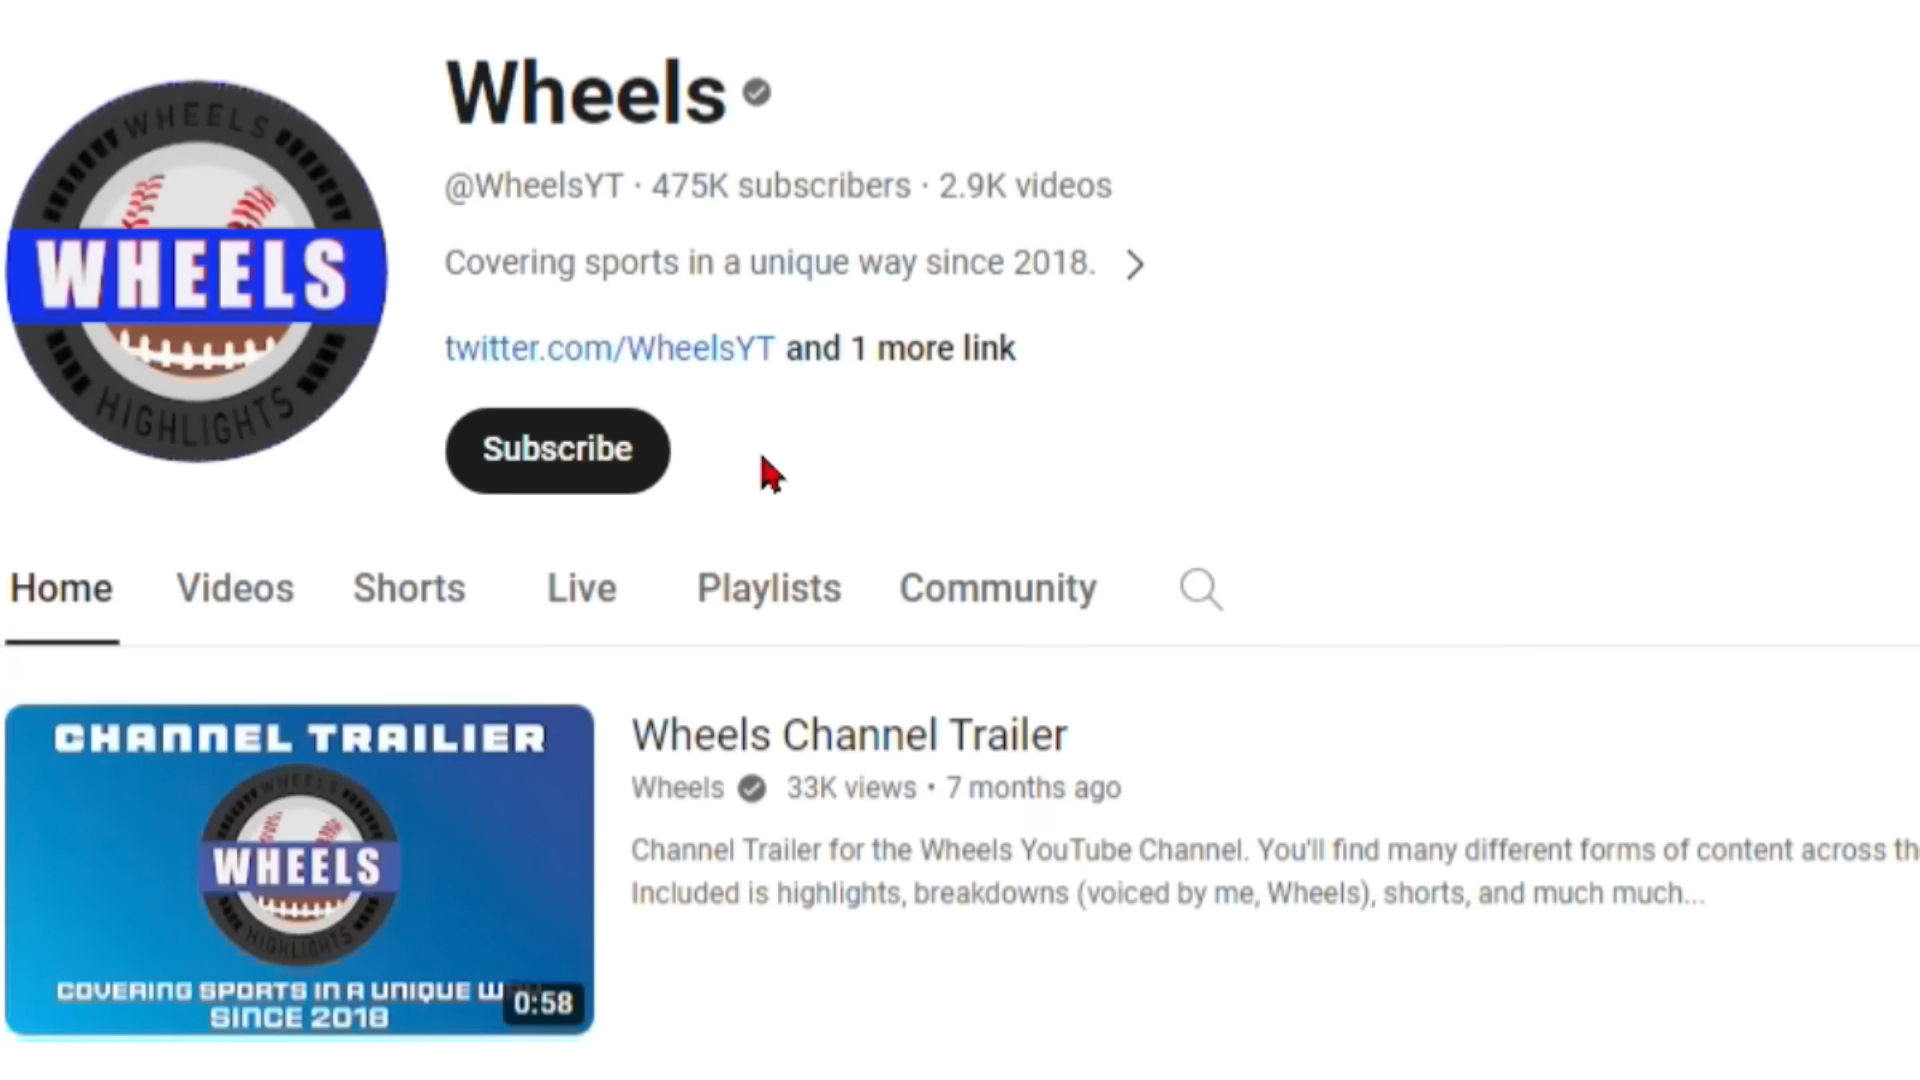 WHEELS
WHEELS
HIGHLIGHTS
Wheels
@WheelsYT · 475K subscribers · 2.9K videos
Covering sports in a unique way since 2018.
twitter.com/WheelsYT and 1 more link
Subscribe
Home Videos Shorts Live Playlists Community
CHANNEL TRAILIER
WHEELS
WHEELS
HIGHLIGHTS
COVERING SPORTS IN A UNIQUE
SINCE 2018
0:58
Wheels Channel Trailer
Wheels 33K views • 7 months ago
Channel Trailer for the Wheels YouTube Channel. You'll find many different forms of content across th
Included is highlights, breakdowns (voiced by me, Wheels), shorts, and much much...